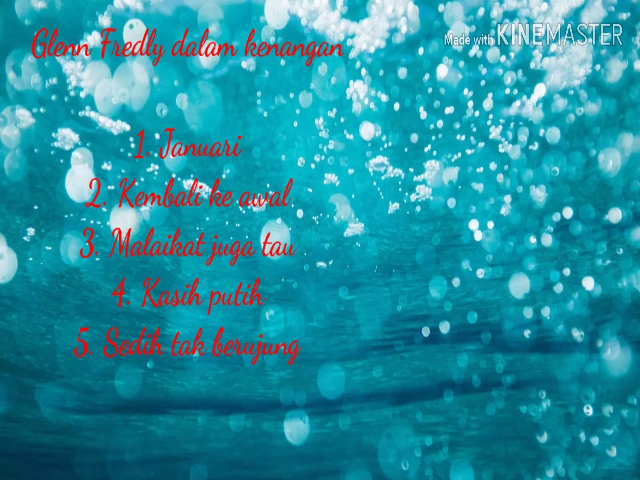 Glenn Fredly dalam kenangan
Made with KINEMASTER
1. Januari
2. Kembali ke awal
3. Malaikat juga tau
4. Kasih putih
5. Sedih tak berujung